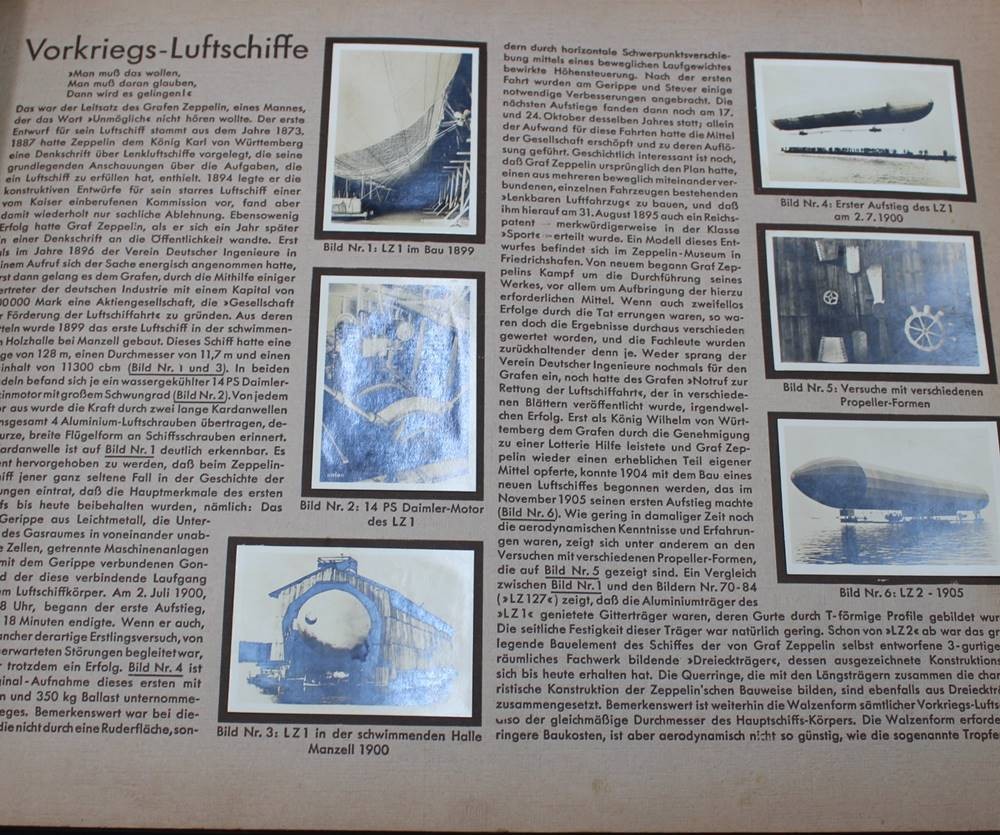 Vorkriegs-Luftschiffe
»Man muß das wollen,
Man muß daran glauben,
Dann wird es gelingen!«
Das war der Leitsatz des Grafen Zeppelin, eines Mannes,
der das Wort »Unmöglich« nicht hören wollte. Der erste
Entwurf für sein Luftschiff stammt aus dem Jahre 1873.
1887 hatte Zeppelin dem König Karl von Württemberg
eine Denkschrift über Lenkluftschiffe vorgelegt, die seine
grundlegenden Anschauungen über die Aufgaben, die
ein Luftschiff zu erfüllen hat, enthielt. 1894 legte er die
konstruktiven Entwürfe für sein starres Luftschiff einer
vom Kaiser einberufenen Kommission vor, fand aber
damit wiederholt nur sachliche Ablehnung. Ebensowenig
Erfolg hatte Graf Zeppelin, als er sich ein Jahr später
in einer Denkschrift an die Öffentlichkeit wandte. Erst
als im Jahre 1896 der Verein Deutscher Ingenieure in
inem Aufruf sich der Sache energisch angenommen hatte,
rst dann gelang es dem Grafen, durch die Mithilfe einiger
ertreter der deutschen Industrie mit einem Kapital von
00000 Mark eine Aktiengesellschaft, die »Gesellschaft
r Förderung der Luftschiffahrt« zu gründen. Aus deren
tteln wurde 1899 das erste Luftschiff in der schwimmen-
n Holzhalle bei Manzell gebaut. Dieses Schiff hatte eine
ge von 128 m, einen Durchmesser von 11,7 m und einen
inhalt von 11300 cbm (Bild Nr. 1 und 3). In beiden
deln befand sich je ein wassergekühlter 14 PS Daimler-
zinmotor mit großem Schwungrad (Bild Nr. 2). Von jedem
or aus wurde die Kraft durch zwei lange Kardanwellen
nsgesamt 4 Aluminium-Luftschrauben übertragen, de-
urze, breite Flügelform an Schiffsschrauben erinnert.
ardanwelle ist auf Bild Nr. 1 deutlich erkennbar. Es
ent hervorgehoben zu werden, daß beim Zeppelin-
iff jener ganz seltene Fall in der Geschichte der
ungen eintrat, daß die Hauptmerkmale des ersten
fs bis heute beibehalten wurden, nämlich: Das
Gerippe aus Leichtmetall, die Unter-
des Gasraumes in voneinander unab-
e Zellen, getrennte Maschinenanlagen
mit dem Gerippe verbundenen Gon-
d der diese verbindende Laufgang
m Luftschiffkörper. Am 2. Juli 1900,
8 Uhr, begann der erste Aufstieg,
18 Minuten endigte. Wenn er auch,
ancher derartige Erstlingsversuch, von
nerwarteten Störungen begleitet war,
r trotzdem ein Erfolg. Bild Nr. 4 ist
ginal-Aufnahme dieses ersten mit
n und 350 kg Ballast unternomme-
eges. Bemerkenswert war bei die-
die nicht durch eine Ruderfläche, son-
Bild Nr. 1: LZ 1 im Bau 1899
Bild Nr. 2: 14 PS Daimler-Motor
des LZ 1
Bild Nr. 3: LZ 1 in der schwimmenden Halle
Manzell 1900
dern durch horizontale Schwerpunktsverschie-
bung mittels eines beweglichen Laufgewichtes
bewirkte Höhensteuerung. Nach der ersten
Fahrt wurden am Gerippe und Steuer einige
notwendige Verbesserungen angebracht. Die
nächsten Aufstiege fanden dann noch am 17.
und 24. Oktober desselben Jahres statt; allein
der Aufwand für diese Fahrten hatte die Mittel
der Gesellschaft erschöpft und zu deren Auflö-
sung geführt. Geschichtlich interessant ist noch,
daß Graf Zeppelin ursprünglich den Plan hatte,
einen aus mehreren beweglich miteinander ver-
bundenen, einzelnen Fahrzeugen bestehenden
»Lenkbaren Luftfahrzug« zu bauen, und daß
ihm hierauf am 31. August 1895 auch ein Reichs-
patent - merkwürdigerweise in der Klasse
»Sport« - erteilt wurde. Ein Modell dieses Ent-
wurfes befindet sich im Zeppelin-Museum in
Friedrichshafen. Von neuem begann Graf Zep-
pelins Kampf um die Durchführung seines
Werkes, vor allem um Aufbringung der hierzu
erforderlichen Mittel. Wenn auch zweifellos
Erfolge durch die Tat errungen waren, so wa-
ren doch die Ergebnisse durchaus verschieden
gewertet worden, und die Fachleute wurden
zurückhaltender denn je. Weder sprang der
Verein Deutscher Ingenieure nochmals für den
Grafen ein, noch hatte des Grafen »Notruf zur
Rettung der Luftschiffahrt«, der in verschiede-
nen Blättern veröffentlicht wurde, irgendwel-
chen Erfolg. Erst als König Wilhelm von Würt-
temberg dem Grafen durch die Genehmigung
zu einer Lotterie Hilfe leistete und Graf Zep-
pelin wieder einen erheblichen Teil eigener
Mittel opferte, konnte 1904 mit dem Bau eines
neuen Luftschiffes begonnen werden, das im
November 1905 seinen ersten Aufstieg machte
(Bild Nr. 6). Wie gering in damaliger Zeit noch
die aerodynamischen Kenntnisse und Erfahrun-
gen waren, zeigt sich unter anderem an den
Versuchen mit verschiedenen Propeller-Formen,
die auf Bild Nr. 5 gezeigt sind. Ein Vergleich
zwischen Bild Nr. 1 und den Bildern Nr. 70-84
(»LZ 127«) zeigt, daß die Aluminiumträger des
»LZ 1« genietete Gitterträger waren, deren Gurte durch T-förmige Profile gebildet wur
Die seitliche Festigkeit dieser Träger war natürlich gering. Schon von »LZ 2« ab war das gr
legende Bauelement des Schiffes der von Graf Zeppelin selbst entworfene 3-gurtige
räumliches Fachwerk bildende »Dreieckträger«, dessen ausgezeichnete Konstruktions
sich bis heute erhalten hat. Die Querringe, die mit den Längsträgern zusammen die char
ristische Konstruktion der Zeppelin'schen Bauweise bilden, sind ebenfalls aus Dreieckträ
zusammengesetzt. Bemerkenswert ist weiterhin die Walzenform sämtlicher Vorkriegs-Lufts
also der gleichmäßige Durchmesser des Hauptschiffs-Körpers. Die Walzenform erforde
ringere Baukosten, ist aber aerodynamisch nicht so günstig, wie die sogenannte Tropfe
Bild Nr. 4: Erster Aufstieg des LZ 1
am 2.7.1900
Bild Nr. 5: Versuche mit verschiedenen
Propeller-Formen
Bild Nr. 6: LZ 2 - 1905